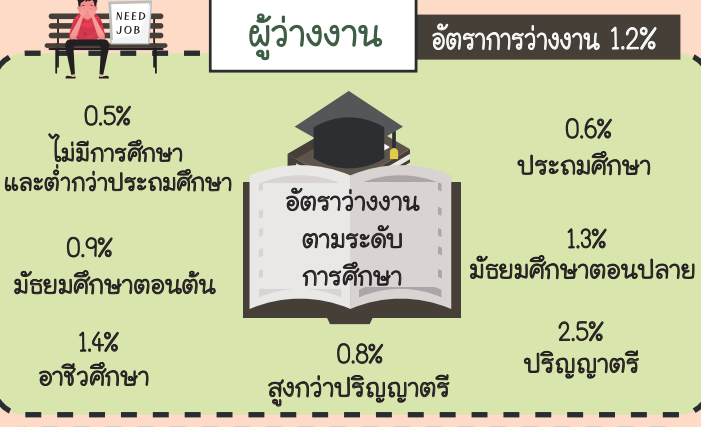 NEED
JOB
ผู้ว่างงาน
อัตราการว่างงาน 1.2%
0.5%
ไม่มีการศึกษา
และต่ำกว่าประถมศึกษา
0.6%
ประถมศึกษา
อัตราว่างงาน
ตามระดับ
การศึกษา
0.9%
มัธยมศึกษาตอนต้น
1.3%
มัธยมศึกษาตอนปลาย
1.4%
อาชีวศึกษา
0.8%
สูงกว่าปริญญาตรี
2.5%
ปริญญาตรี